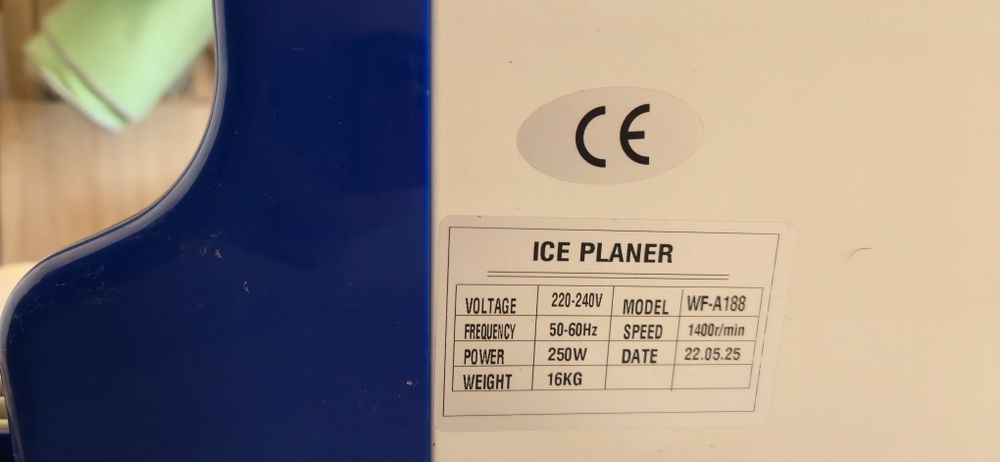 CE
ICE PLANER
VOLTAGE 220-240V MODEL WF-A188
FREQUENCY 50-60Hz SPEED 1400r/min
POWER 250W DATE 22.05.25
WEIGHT 16KG